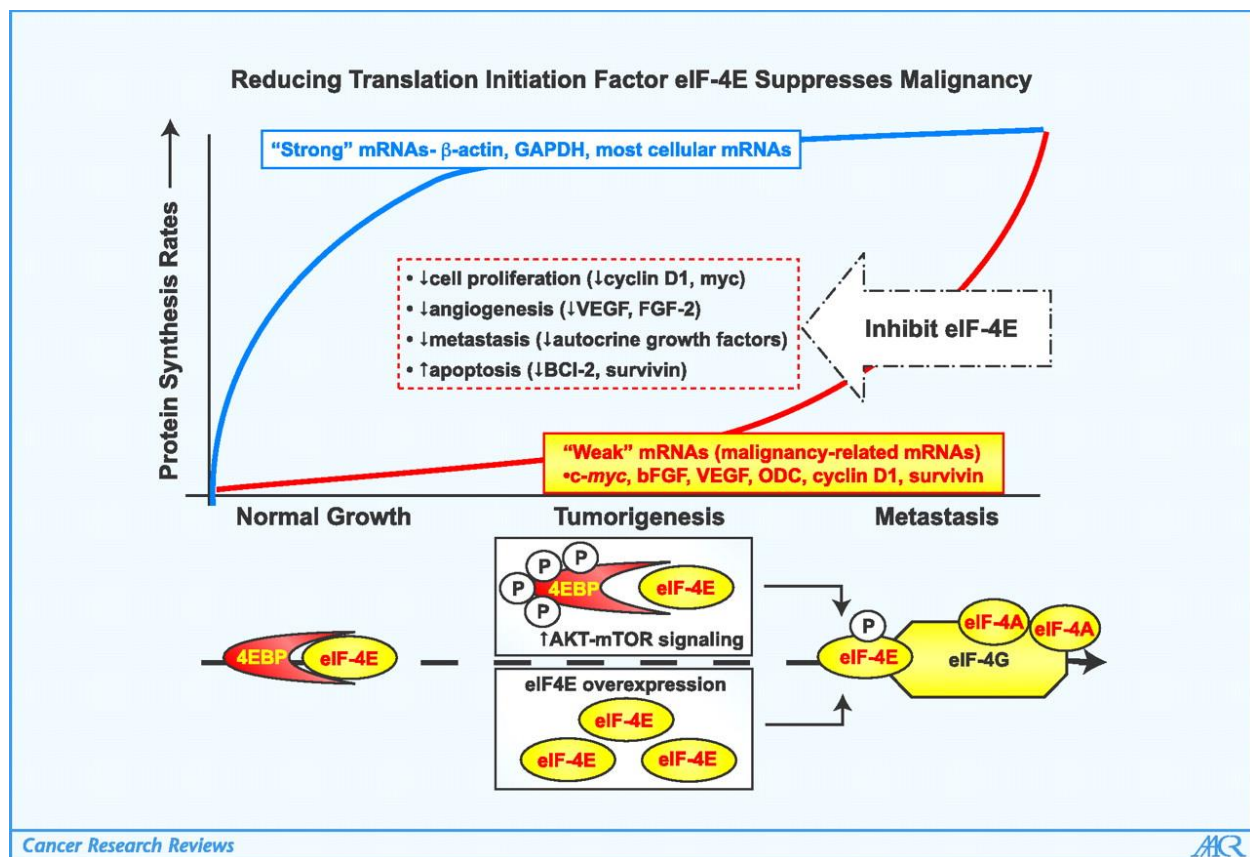 Reducing Translation Initiation Factor eIF-4E Suppresses Malignancy
Protein Synthesis Rates
“Strong” mRNAs- β-actin, GAPDH, most cellular mRNAs
• ↓cell proliferation (↓cyclin D1, myc)
• ↓angiogenesis (↓VEGF, FGF-2)
• ↓metastasis (↓autocrine growth factors)
• ↑apoptosis (↓BCl-2, survivin)
Inhibit eIF-4E
“Weak” mRNAs (malignancy-related mRNAs)
•c-myc, bFGF, VEGF, ODC, cyclin D1, survivin
Normal Growth
Tumorigenesis
Metastasis
4EBP
eIF-4E
P
P
P
P
4EBP
eIF-4E
↑AKT-mTOR signaling
eIF4E overexpression
eIF-4E
eIF-4E
eIF-4E
P
eIF-4E
eIF-4G
eIF-4A
eIF-4A
Cancer Research Reviews
AACR